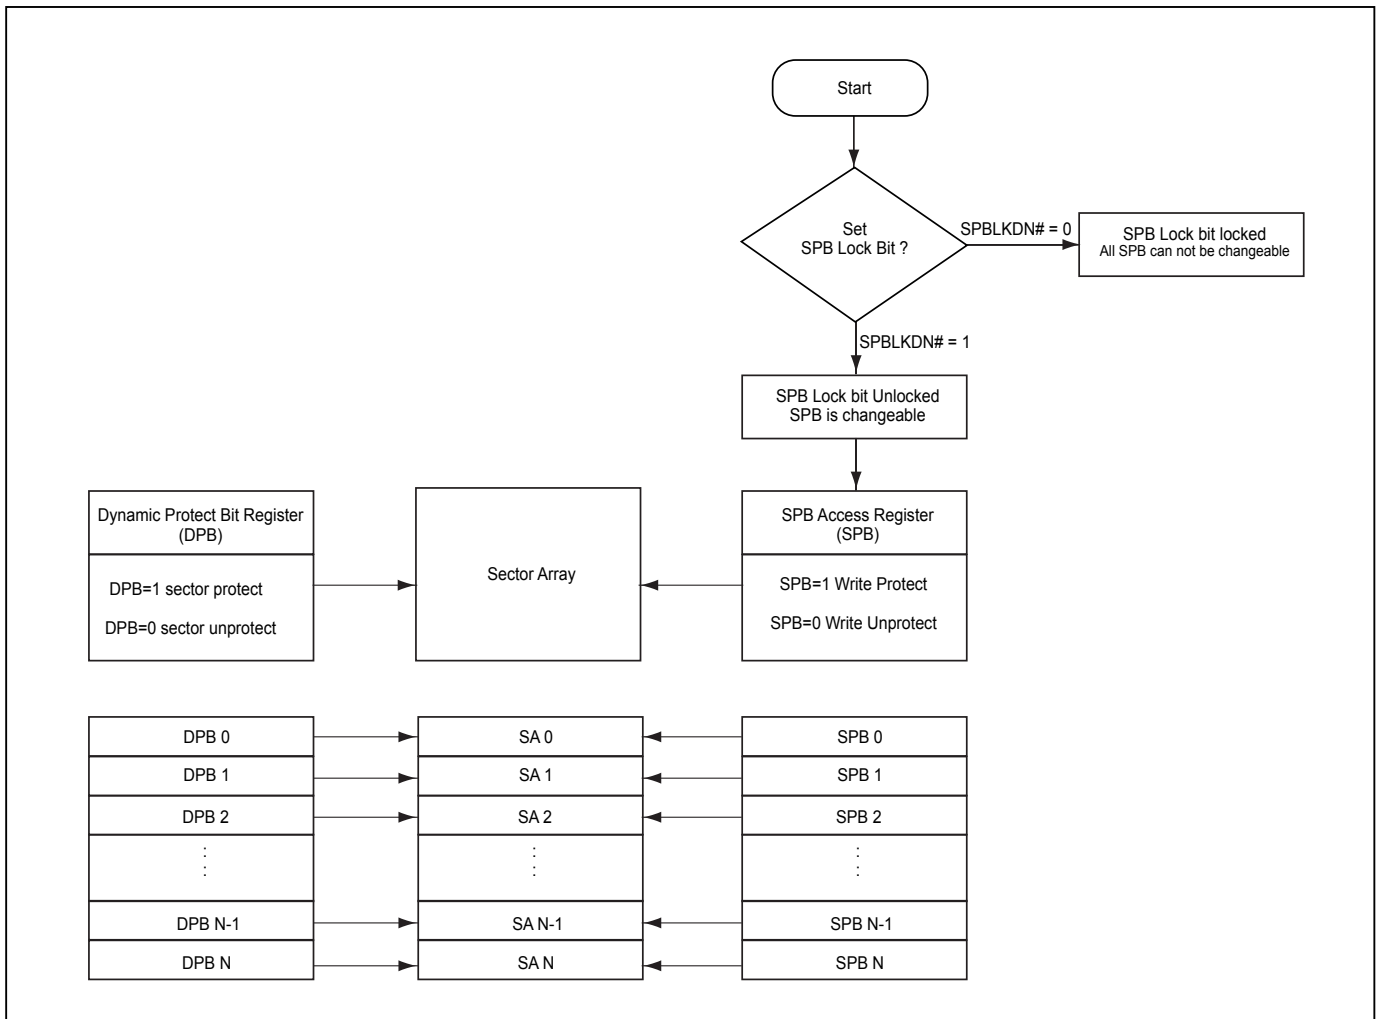 Start
Set
SPB Lock Bit ?
SPBLKDN# = 0
SPB Lock bit locked
All SPB can not be changeable
SPBLKDN# = 1
SPB Lock bit Unlocked
SPB is changeable
Dynamic Protect Bit Register
(DPB)
DPB=1 sector protect
DPB=0 sector unprotect
Sector Array
SPB Access Register
(SPB)
SPB=1 Write Protect
SPB=0 Write Unprotect
DPB 0
SA 0
SPB 0
DPB 1
SA 1
SPB 1
DPB 2
SA 2
SPB 2
DPB N-1
SA N-1
SPB N-1
DPB N
SA N
SPB N